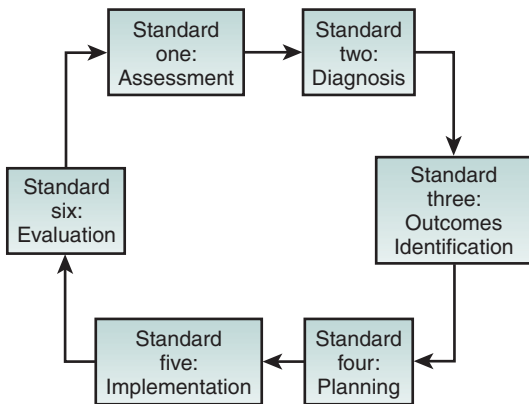 Standard
one:
Assessment
Standard
two:
Diagnosis
Standard
three:
Outcomes
Identification
Standard
four:
Planning
Standard
five:
Implementation
Standard
six:
Evaluation